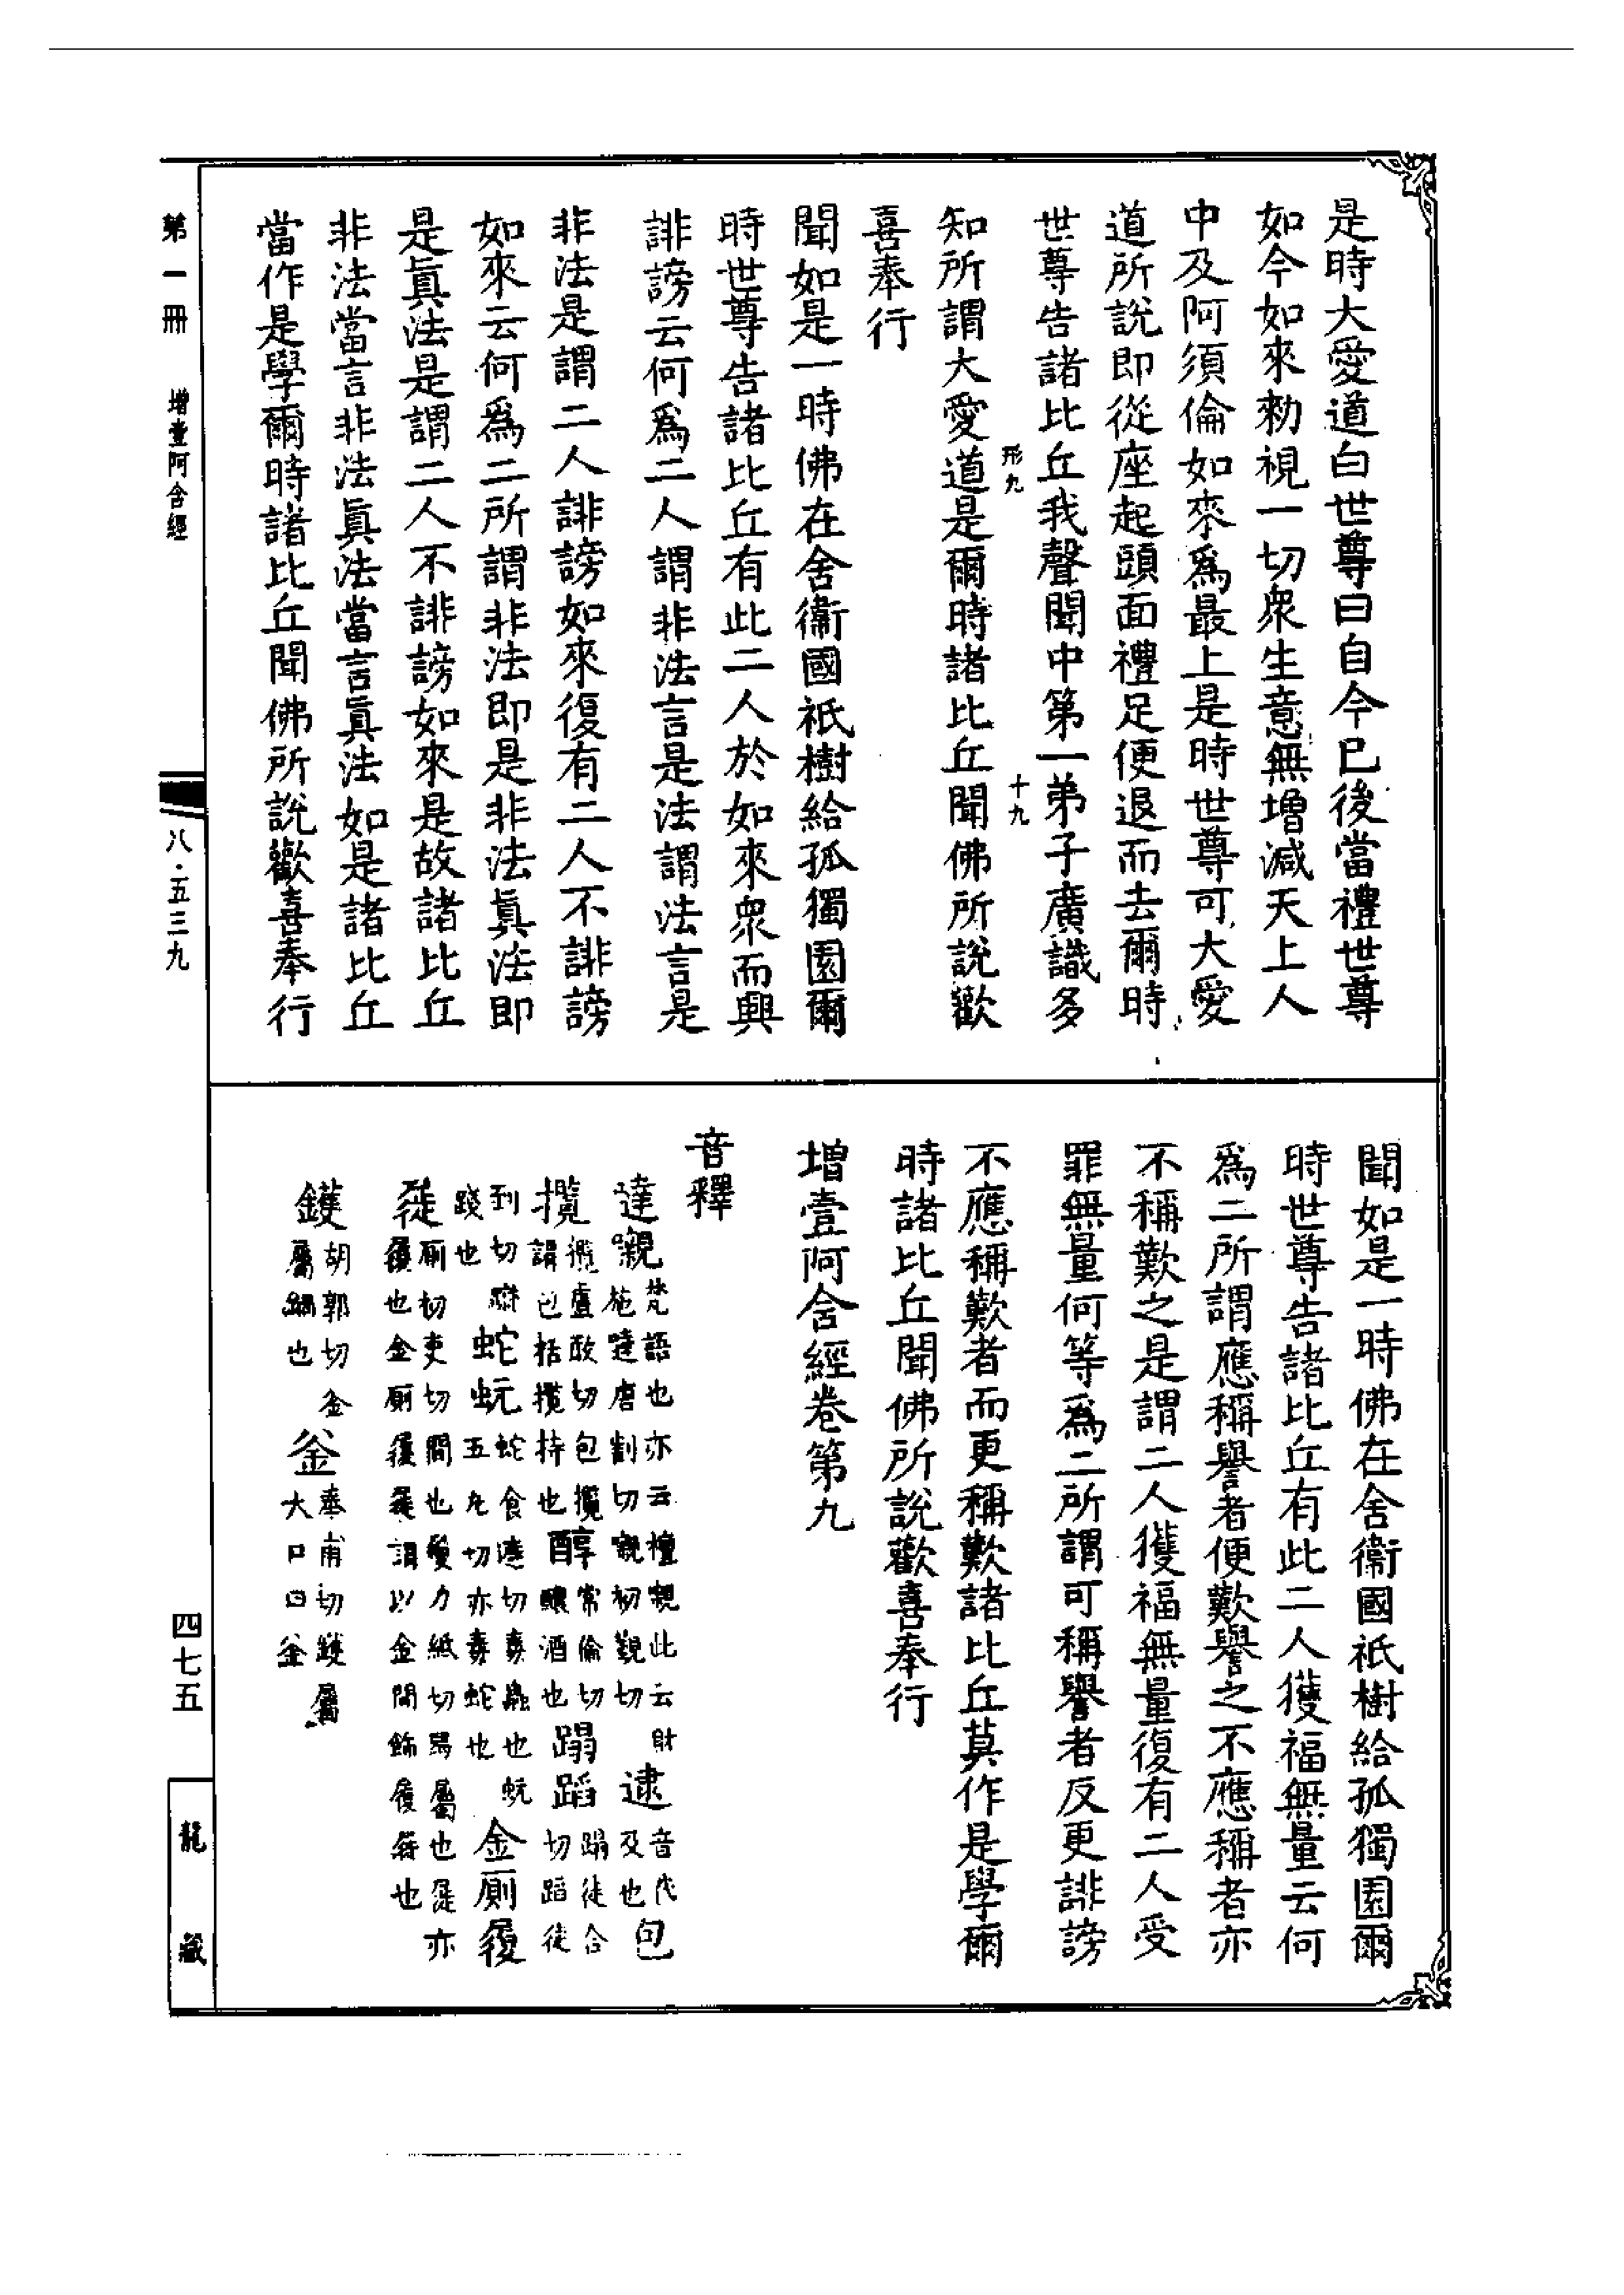 是時大愛道白世尊曰自今已後當禮世尊
如今如來勑視一切衆生意無增減天上人
中及阿須倫如來爲最上是時世尊可大愛
道所説即從座起頭面禮足便退而去爾時
世尊告諸比丘我聲聞中第一弟子廣識多
形九
十九
知所謂大愛道是爾時諸比丘聞佛所説歡
喜奉行
聞如是一時佛在舍衞國祇樹給孤獨園爾
時世尊告諸比丘有此二人於如來衆而興
誹謗云何爲二人謂非法言是法謂法言是
非法是謂二人誹謗如來復有二人不誹謗
如來云何爲二所謂非法即是非法眞法即
是眞法是謂二人不誹謗如來是故諸比丘
非法當言非法眞法當言眞法如是諸比丘
當作是學爾時諸比丘聞佛所説歡喜奉行
聞如是一時佛在舍衞國祇樹給孤獨園爾
時世尊告諸比丘有此二人獲福無量云何
爲二所謂應稱譽者便歎譽之不應稱者亦
不稱歎之是謂二人獲福無量復有二人受
罪無量何等爲二所謂可稱譽者反更誹謗
不應稱歎者而更稱歎諸比丘莫作是學爾
時諸比丘聞佛所説歡喜奉行
增壹阿含經卷第九
音釋
達嚫梵語也亦云檀嚫此云財施達唐割切嚫初覲切 逮音代及也 包
攬攬盧敢切包攬謂包括攬持也 醇常倫切醲酒也 蹋蹈蹋徒合切蹈徒
到切踐也 蛇蚖蛇食遮切毒蟲也蚖五丸切亦毒蛇也 金厠履
屣厠初吏切間也履力紙切屬也屣亦履也金厠履屣謂以金間飾履屣也
鑊胡郭切釜屬鍋也 釜奉甫切鑊屬大口曰釜
第一冊
增壹阿含經
八·五三九
四七五
龍藏